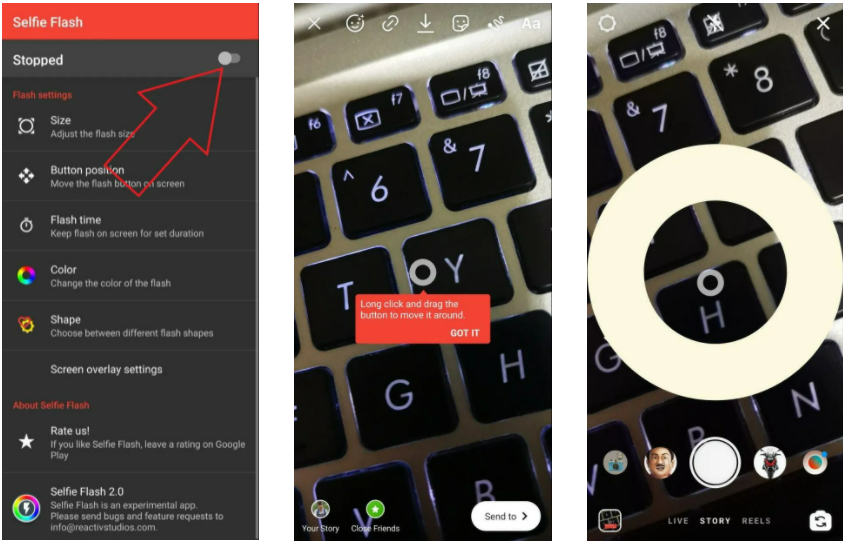 Selfie Flash
Stopped
Flash settings
Size
Adjust the flash size
Button position
Move the flash button on screen
Flash time
Keep flash on screen for set duration
Color
Change the color of the flash
Shape
Choose between different flash shapes
Screen overlay settings
About Selfie Flash
Rate us!
If you like Selfie Flash, leave a rating on Google
Play
Selfie Flash 2.0
Selfie Flash is an experimental app.
Please send bugs and feature requests to
info@reactivstudios.com.
Aa
f6
f7
f8
^
6
&
7
T
Y
Long click and drag the
button to move it around.
GOT IT
G
H
Your Story
Close Friends
Send to >
f8
*
8
&
7
H
G
N
LIVE STORY REELS